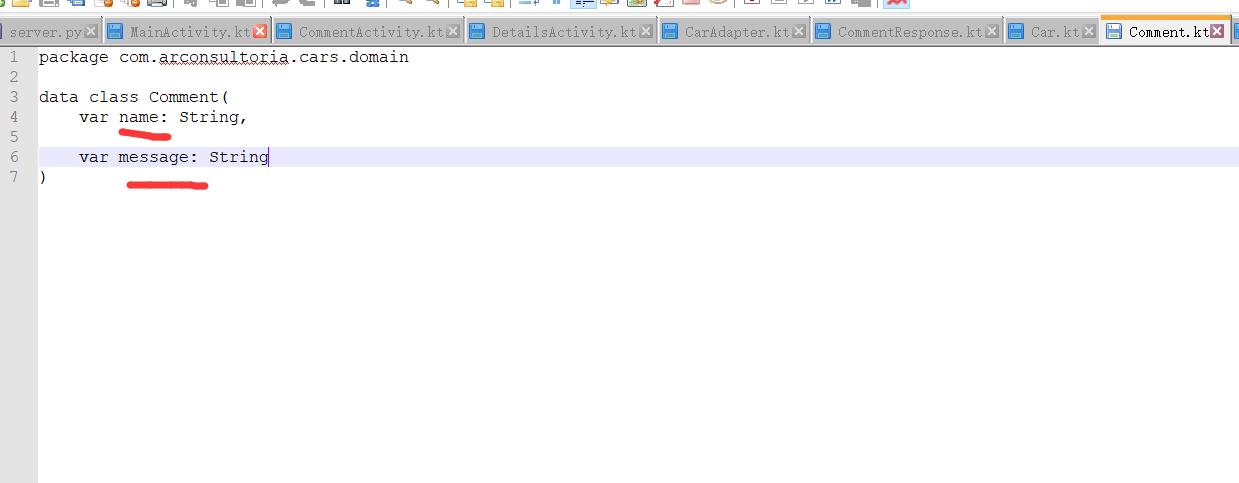 server.py MainActivity.kt CommentActivity.kt DetailsActivity.kt CarAdapter.kt CommentResponse.kt Car.kt Comment.kt
1 package com.arconsultoria.cars.domain
2
3 data class Comment(
4 var name: String,
5
6 var message: String
7 )